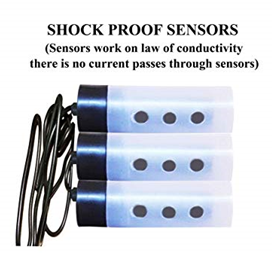 SHOCK PROOF SENSORS
(Sensors work on law of conductivity
there is no current passes through sensors)